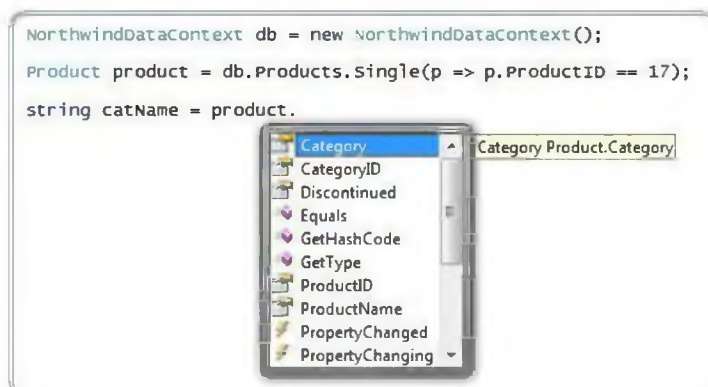 NorthwindDataContext db = new NorthwindDataContext();
Product product = db.Products.Single(p => p.ProductID == 17);
string catName = product.
Category
Category Product.Category
CategoryID
Discontinued
Equals
GetHashCode
GetType
ProductID
ProductName
PropertyChanged
PropertyChanging